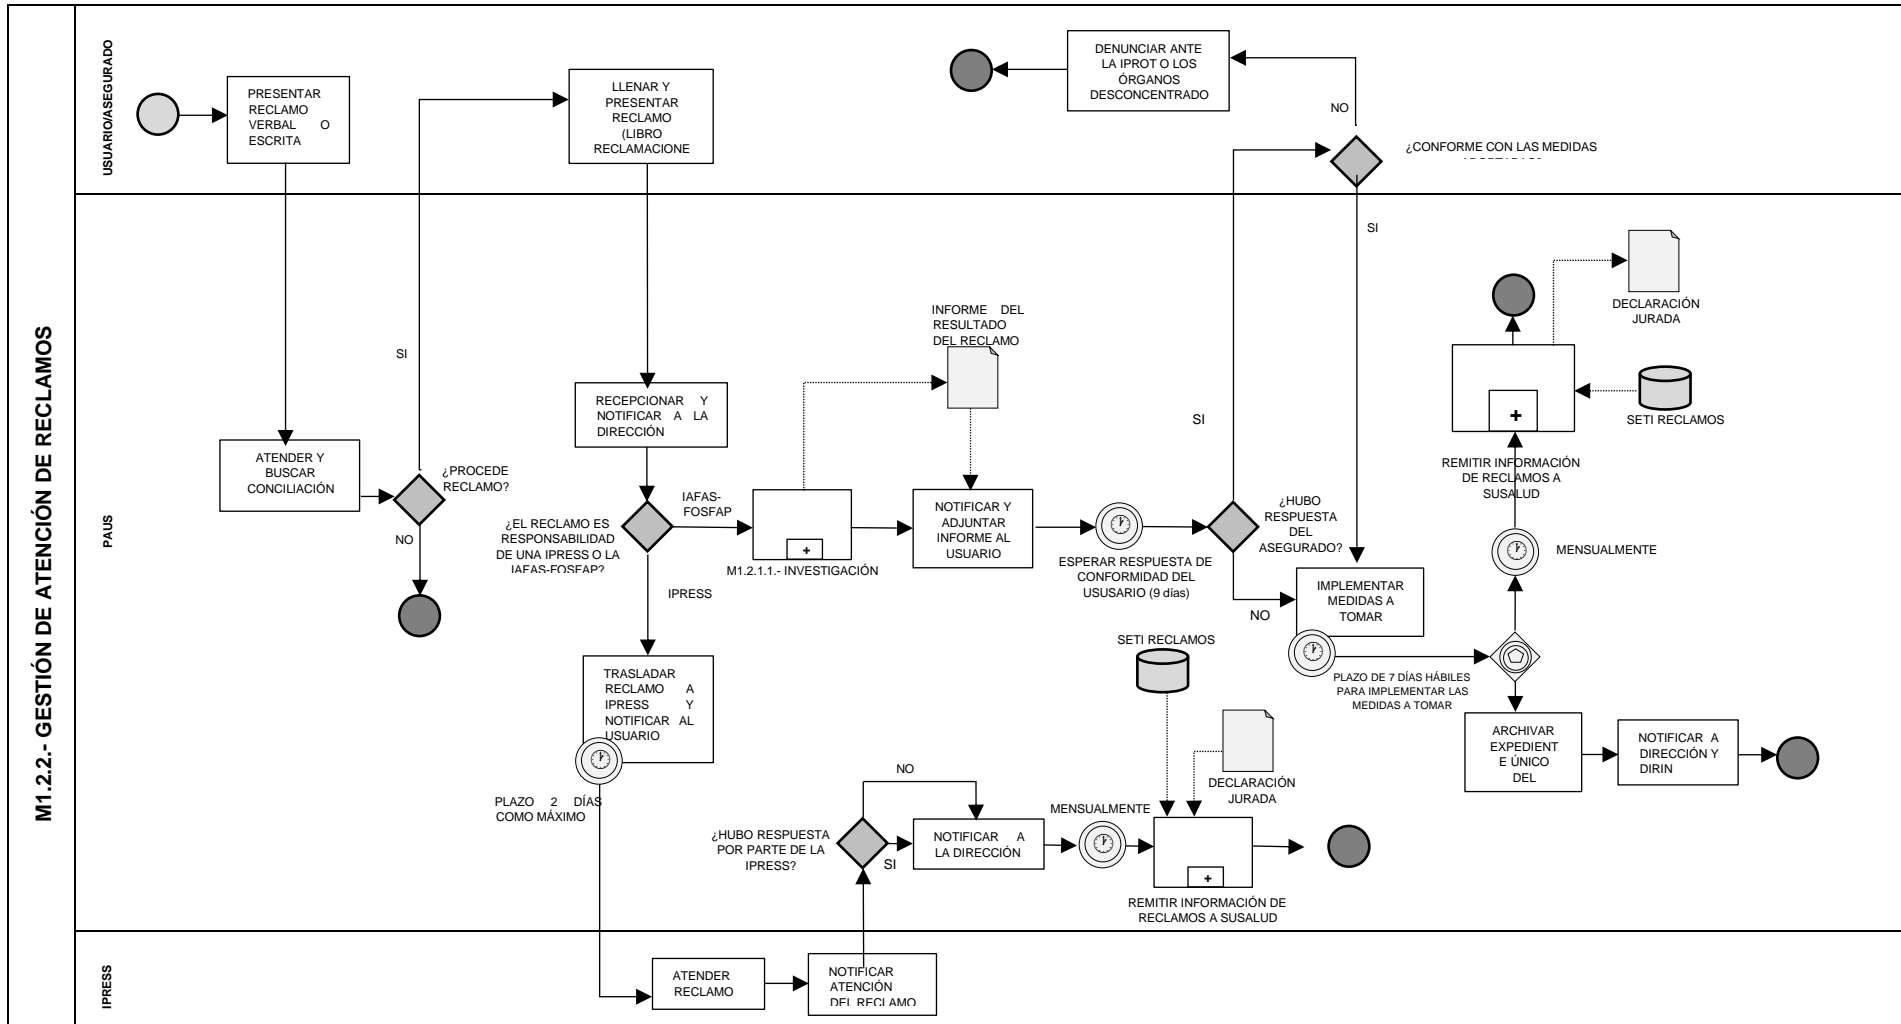 M1.2.2.- GESTIÓN DE ATENCIÓN DE RECLAMOS
USUARIO/ASEGURADO
PRESENTAR
RECLAMO
VERBAL O
ESCRITA
LLENAR Y
PRESENTAR
RECLAMO
(LIBRO
RECLAMACIONE
DENUNCIAR ANTE
LA IPROT O LOS
ÓRGANOS
DESCONCENTRADO
NO
¿CONFORME CON LAS MEDIDAS
SI
PAUS
ATENDER Y
BUSCAR
CONCILIACIÓN
¿PROCEDE
RECLAMO?
SI
NO
RECEPCIONAR Y
NOTIFICAR A LA
DIRECCIÓN
¿EL RECLAMO ES
RESPONSABILIDAD
DE UNA IPRESS O LA
IAFAS-FOSFAP?
IAFAS-
FOSFAP
IPRESS
M1.2.1.1.- INVESTIGACIÓN
INFORME DEL
RESULTADO
DEL RECLAMO
NOTIFICAR Y
ADJUNTAR
INFORME AL
USUARIO
ESPERAR RESPUESTA DE
CONFORMIDAD DEL
USUSARIO (9 días)
¿HUBO
RESPUESTA
DEL
ASEGURADO?
SI
NO
IMPLEMENTAR
MEDIDAS A
TOMAR
PLAZO DE 7 DÍAS HÁBILES
PARA IMPLEMENTAR LAS
MEDIDAS A TOMAR
DECLARACIÓN
JURADA
SETI RECLAMOS
REMITIR INFORMACIÓN
DE RECLAMOS A
SUSALUD
MENSUALMENTE
ARCHIVAR
EXPEDIENT
E ÚNICO
DEL
NOTIFICAR A
DIRECCIÓN Y
DIRIN
TRASLADAR
RECLAMO A
IPRESS Y
NOTIFICAR AL
USUARIO
PLAZO 2 DÍAS
COMO MÁXIMO
¿HUBO RESPUESTA
POR PARTE DE LA
IPRESS?
NO
SI
NOTIFICAR A
LA DIRECCIÓN
MENSUALMENTE
SETI RECLAMOS
DECLARACIÓN
JURADA
REMITIR INFORMACIÓN DE
RECLAMOS A SUSALUD
IPRESS
ATENDER
RECLAMO
NOTIFICAR
ATENCIÓN
DEL RECLAMO